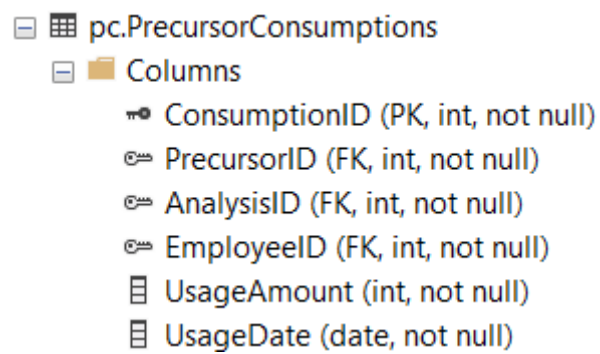 pc.PrecursorConsumptions
Columns
ConsumptionID (PK, int, not null)
PrecursorID (FK, int, not null)
AnalysisID (FK, int, not null)
EmployeeID (FK, int, not null)
UsageAmount (int, not null)
UsageDate (date, not null)